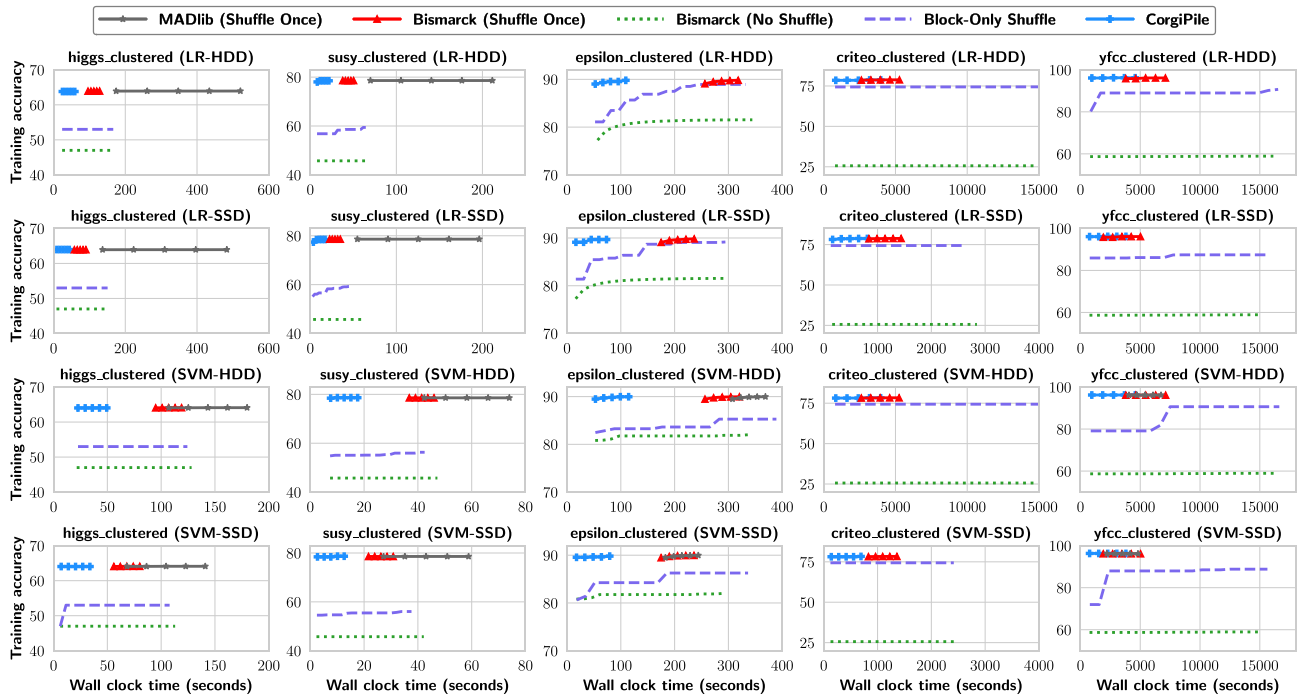 MADlib (Shuffle Once) Bismarck (Shuffle Once) Bismarck (No Shuffle) Block-Only Shuffle CorgiPile
higgs_clustered (LR-HDD) susy_clustered (LR-HDD) epsilon_clustered (LR-HDD) criteo_clustered (LR-HDD) yfcc_clustered (LR-HDD)
Training accuracy
70 60 50 40
0 200 400 600
80 60 40
0 100 200
90 80 70
0 100 200 300 400
75 50 25
0 5000 10000 15000
100 80 60
0 5000 10000 15000
higgs_clustered (LR-SSD) susy_clustered (LR-SSD) epsilon_clustered (LR-SSD) criteo_clustered (LR-SSD) yfcc_clustered (LR-SSD)
Training accuracy
70 60 50 40
0 200 400 600
80 60 40
0 100 200
90 80 70
0 100 200 300 400
75 50 25
0 1000 2000 3000 4000
100 80 60
0 5000 10000 15000
higgs_clustered (SVM-HDD) susy_clustered (SVM-HDD) epsilon_clustered (SVM-HDD) criteo_clustered (SVM-HDD) yfcc_clustered (SVM-HDD)
Training accuracy
70 60 50 40
0 50 100 150 200
80 60 40
0 20 40 60 80
90 80 70
0 100 200 300 400
75 50 25
0 5000 10000 15000
100 80 60
0 5000 10000 15000
higgs_clustered (SVM-SSD) susy_clustered (SVM-SSD) epsilon_clustered (SVM-SSD) criteo_clustered (SVM-SSD) yfcc_clustered (SVM-SSD)
Training accuracy
70 60 50 40
0 50 100 150 200
80 60 40
0 20 40 60 80
90 80 70
0 100 200 300 400
75 50 25
0 1000 2000 3000 4000
100 80 60
0 5000 10000 15000
Wall clock time (seconds) Wall clock time (seconds) Wall clock time (seconds) Wall clock time (seconds) Wall clock time (seconds)